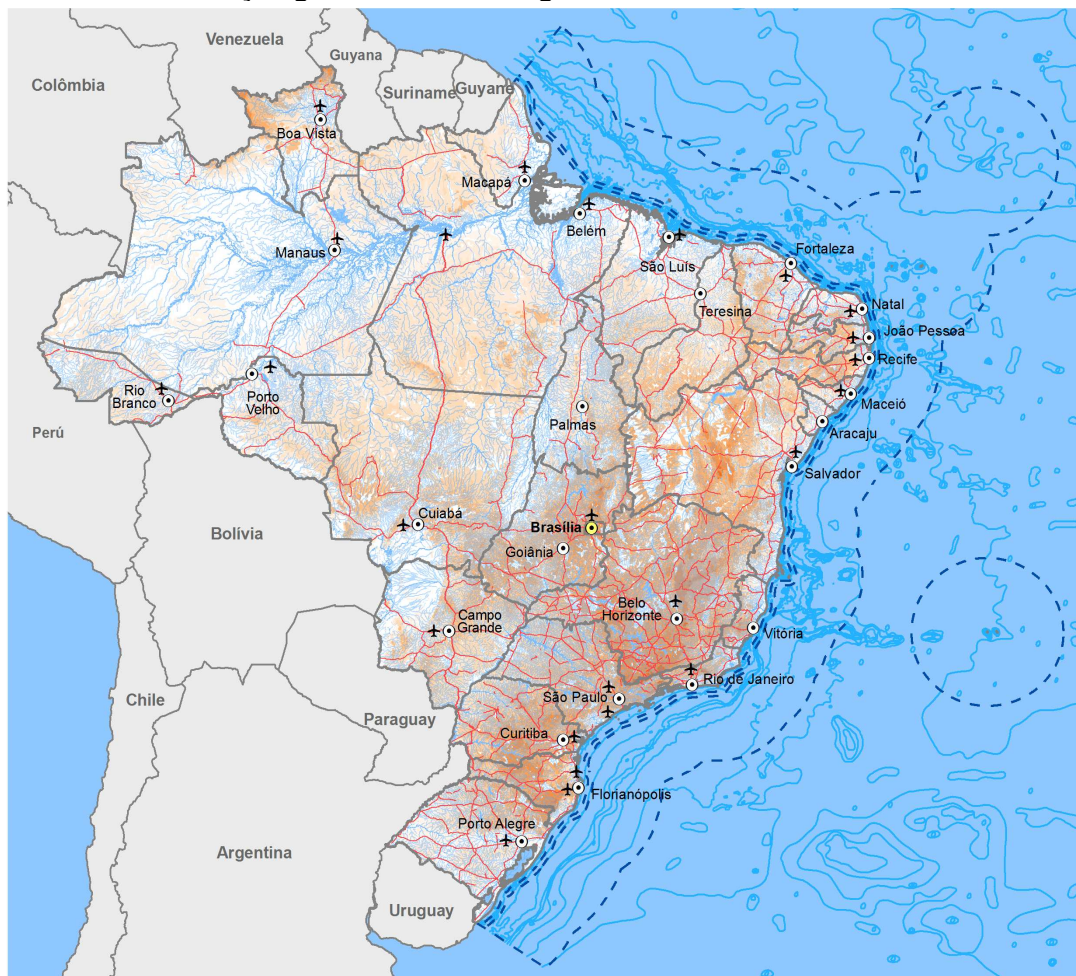 Venezuela
Guyana
Colômbia
Suriname
Guyane
Boa Vista
Macapá
Belém
Manaus
São Luís
Fortaleza
Teresina
Natal
João Pessoa
Recife
Rio
Branco
Porto
Velho
Maceió
Palmas
Aracaju
Perú
Salvador
Cuiabá
Brasília
Bolívia
Goiânia
Belo
Horizonte
Campo
Grande
Vitória
Rio de Janeiro
São Paulo
Chile
Paraguay
Curitiba
Florianópolis
Porto Alegre
Argentina
Uruguay